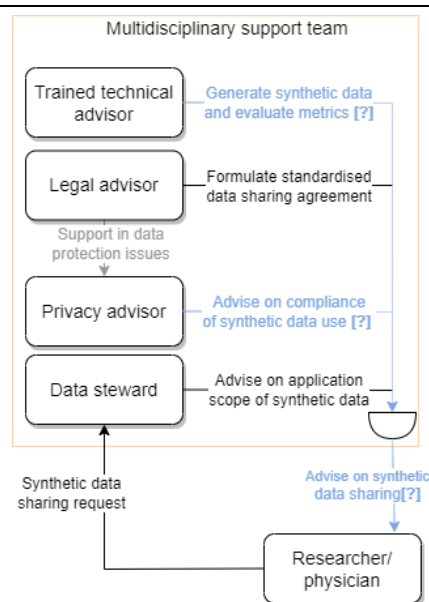 Multidisciplinary support team
Trained technical
advisor
Generate synthetic data
and evaluate metrics [?]
Legal advisor
Formulate standardised
data sharing agreement
Support in data
protection issues
Privacy advisor
Advise on compliance
of synthetic data use [?]
Data steward
Advise on application
scope of synthetic data
Synthetic data
sharing request
Advise on synthetic
data sharing[?]
Researcher/
physician